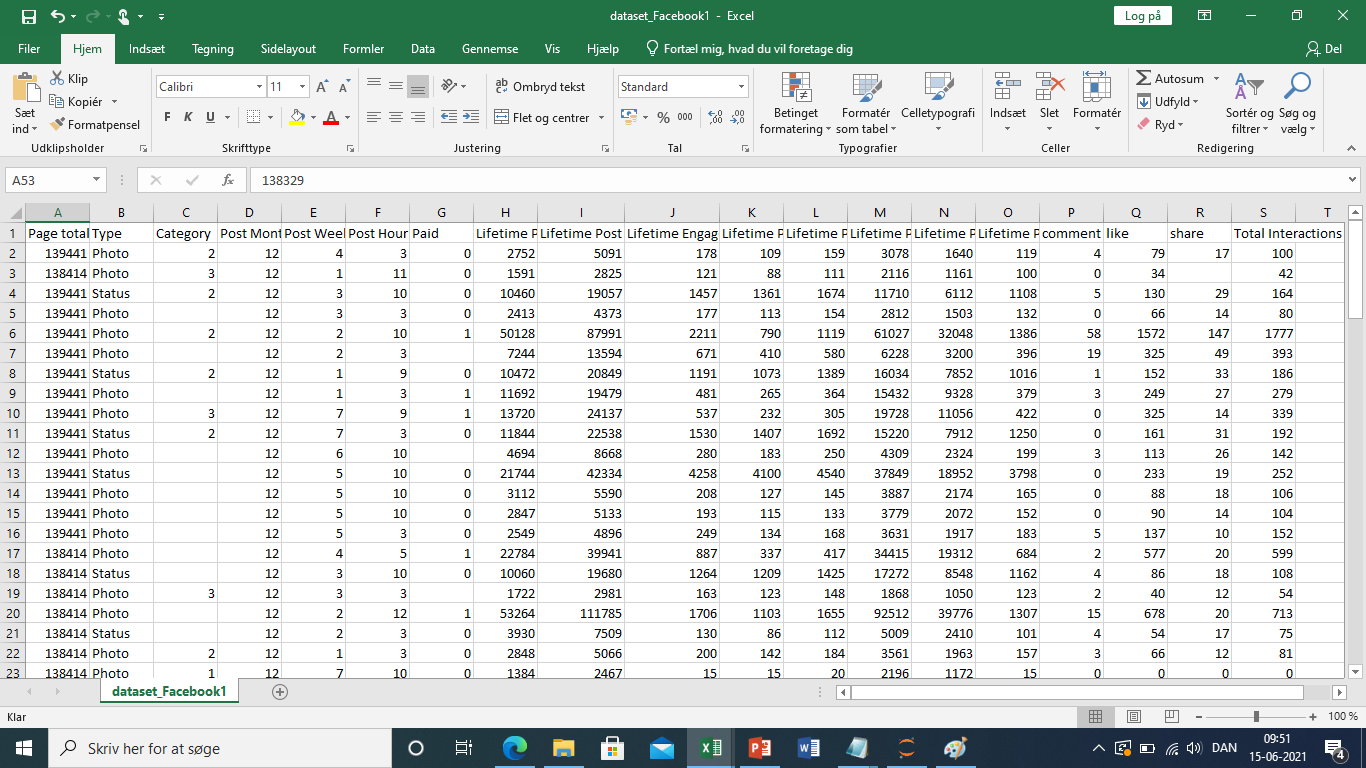 dataset_Facebook1 - Excel
Log på
Filer Hjem Indsæt Tegning Sidelayout Formler Data Gennemse Vis Hjælp Fortæl mig, hvad du vil foretage dig Del
Sæt ind
Klip
Kopiér
Formatpensel
Udklipsholder
Calibri 11
F K U
Skrifttype
Ombryd tekst
Flet og centrer
Justering
Standard
% 000
Tal
Betinget formatering
Formatér som tabel
Celletypografi
Typografier
Indsæt Slet Formatér
Celler
Autosum
Udfyld
Ryd
Sortér og filtrer
Søg og vælg
Redigering
A53 fx 138329
A B C D E F G H I J K L M N O P Q R S T
1 Page total Type Category Post Mont Post Week Post Hour Paid Lifetime P Lifetime Post Lifetime Engag Lifetime P Lifetime P Lifetime P Lifetime P Lifetime P comment like share Total Interactions
2 139441 Photo 2 12 4 3 0 2752 5091 178 109 159 3078 1640 119 4 79 17 100
3 138414 Photo 3 12 1 11 0 1591 2825 121 88 111 2116 1161 100 0 34 42
4 139441 Status 2 12 3 10 0 10460 19057 1457 1361 1674 11710 6112 1108 5 130 29 164
5 139441 Photo 12 3 3 0 2413 4373 177 113 154 2812 1503 132 0 66 14 80
6 139441 Photo 2 12 2 10 1 50128 87991 2211 790 1119 61027 32048 1386 58 1572 147 1777
7 139441 Photo 12 2 3 7244 13594 671 410 580 6228 3200 396 19 325 49 393
8 139441 Status 2 12 1 9 0 10472 20849 1191 1073 1389 16034 7852 1016 1 152 33 186
9 139441 Photo 12 1 3 1 11692 19479 481 265 364 15432 9328 379 3 249 27 279
10 139441 Photo 3 12 7 9 1 13720 24137 537 232 305 19728 11056 422 0 325 14 339
11 139441 Status 2 12 7 3 0 11844 22538 1530 1407 1692 15220 7912 1250 0 161 31 192
12 139441 Photo 12 6 10 4694 8668 280 183 250 4309 2324 199 3 113 26 142
13 139441 Status 12 5 10 0 21744 42334 4258 4100 4540 37849 18952 3798 0 233 19 252
14 139441 Photo 12 5 10 0 3112 5590 208 127 145 3887 2174 165 0 88 18 106
15 139441 Photo 12 5 10 0 2847 5133 193 115 133 3779 2072 152 0 90 14 104
16 139441 Photo 12 5 3 0 2549 4896 249 134 168 3631 1917 183 5 137 10 152
17 138414 Photo 12 4 5 1 22784 39941 887 337 417 34415 19312 684 2 577 20 599
18 138414 Status 12 3 10 0 10060 19680 1264 1209 1425 17272 8548 1162 4 86 18 108
19 138414 Photo 3 12 3 3 1722 2981 163 123 148 1868 1050 123 2 40 12 54
20 138414 Photo 12 2 12 1 53264 111785 1706 1103 1655 92512 39776 1307 15 678 20 713
21 138414 Status 12 2 3 0 3930 7509 130 86 112 5009 2410 101 4 54 17 75
22 138414 Photo 2 12 1 3 0 2848 5066 200 142 184 3561 1963 157 3 66 12 81
23 138414 Photo 1 12 7 10 0 1384 2467 15 15 20 2196 1172 15 0 0 0 0
dataset_Facebook1
Klar 100 %
Skriv her for at søge
DAN
09:51
15-06-2021
4